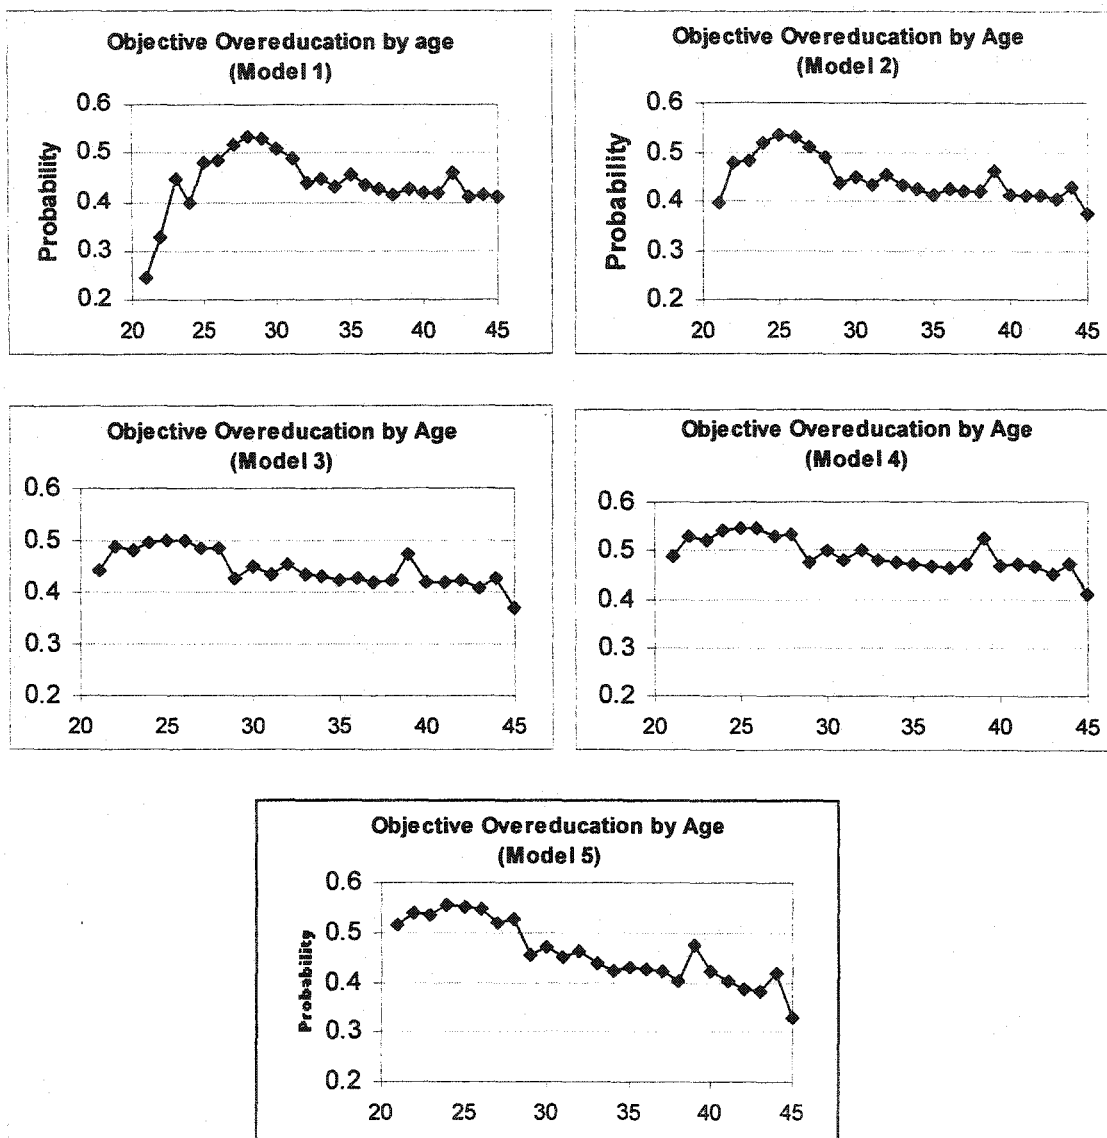 Objective Overeducation by age
(Model 1)
Probability
0.6
0.5
0.4
0.3
0.2
20 25 30 35 40 45
Objective Overeducation by Age
(Model 2)
Probability
0.6
0.5
0.4
0.3
0.2
20 25 30 35 40 45
Objective Overeducation by Age
(Model 3)
0.6
0.5
0.4
0.3
0.2
20 25 30 35 40 45
Objective Overeducation by Age
(Model 4)
0.6
0.5
0.4
0.3
0.2
20 25 30 35 40 45
Objective Overeducation by Age
(Model 5)
Probability
0.6
0.5
0.4
0.3
0.2
20 25 30 35 40 45